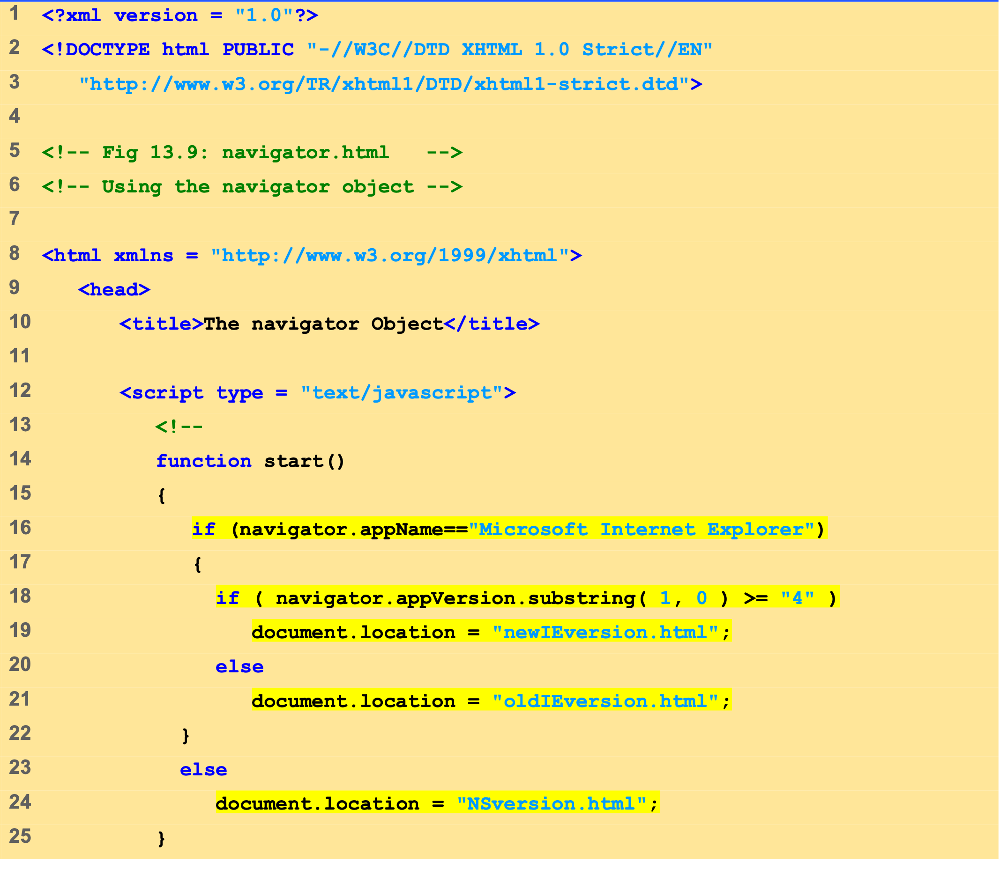 1 <?xml version = "1.0"?>
2 <!DOCTYPE html PUBLIC "-//W3C//DTD XHTML 1.0 Strict//EN"
3 "http://www.w3.org/TR/xhtml1/DTD/xhtml1-strict.dtd">
4
5 <!-- Fig 13.9: navigator.html   -->
6 <!-- Using the navigator object -->
7
8 <html xmlns = "http://www.w3.org/1999/xhtml">
9 <head>
10 <title>The navigator Object</title>
11
12 <script type = "text/javascript">
13 <!--
14 function start()
15 {
16 if (navigator.appName=="Microsoft Internet Explorer")
17 {
18 if ( navigator.appVersion.substring( 1, 0 ) >= "4" )
19 document.location = "newIEversion.html";
20 else
21 document.location = "oldIEversion.html";
22 }
23 else
24 document.location = "NSversion.html";
25 }